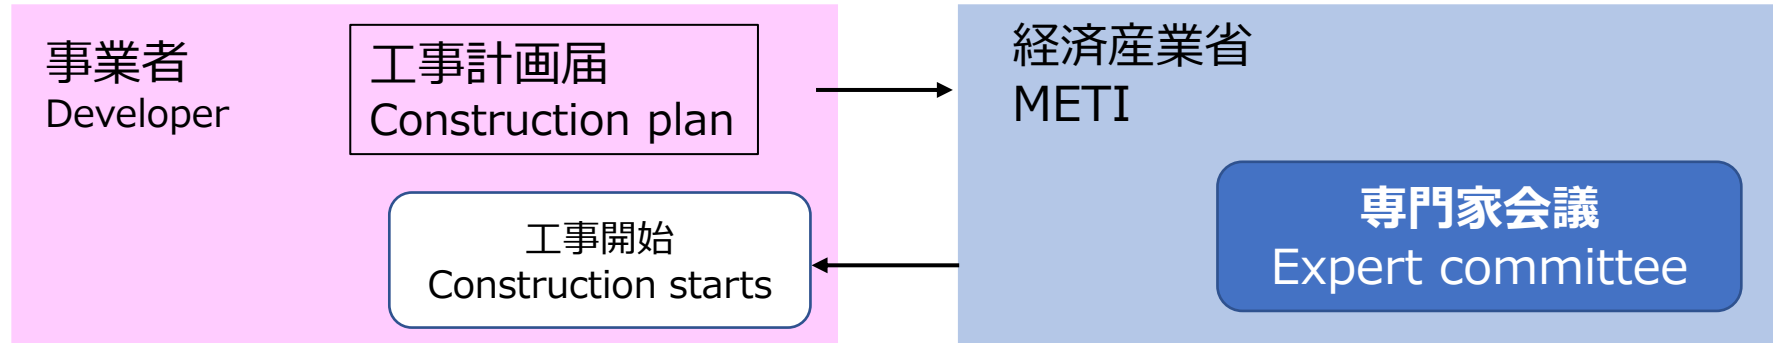 事業者
Developer
工事計画届
Construction plan
工事開始
Construction starts
経済産業省
METI
専門家会議
Expert committee